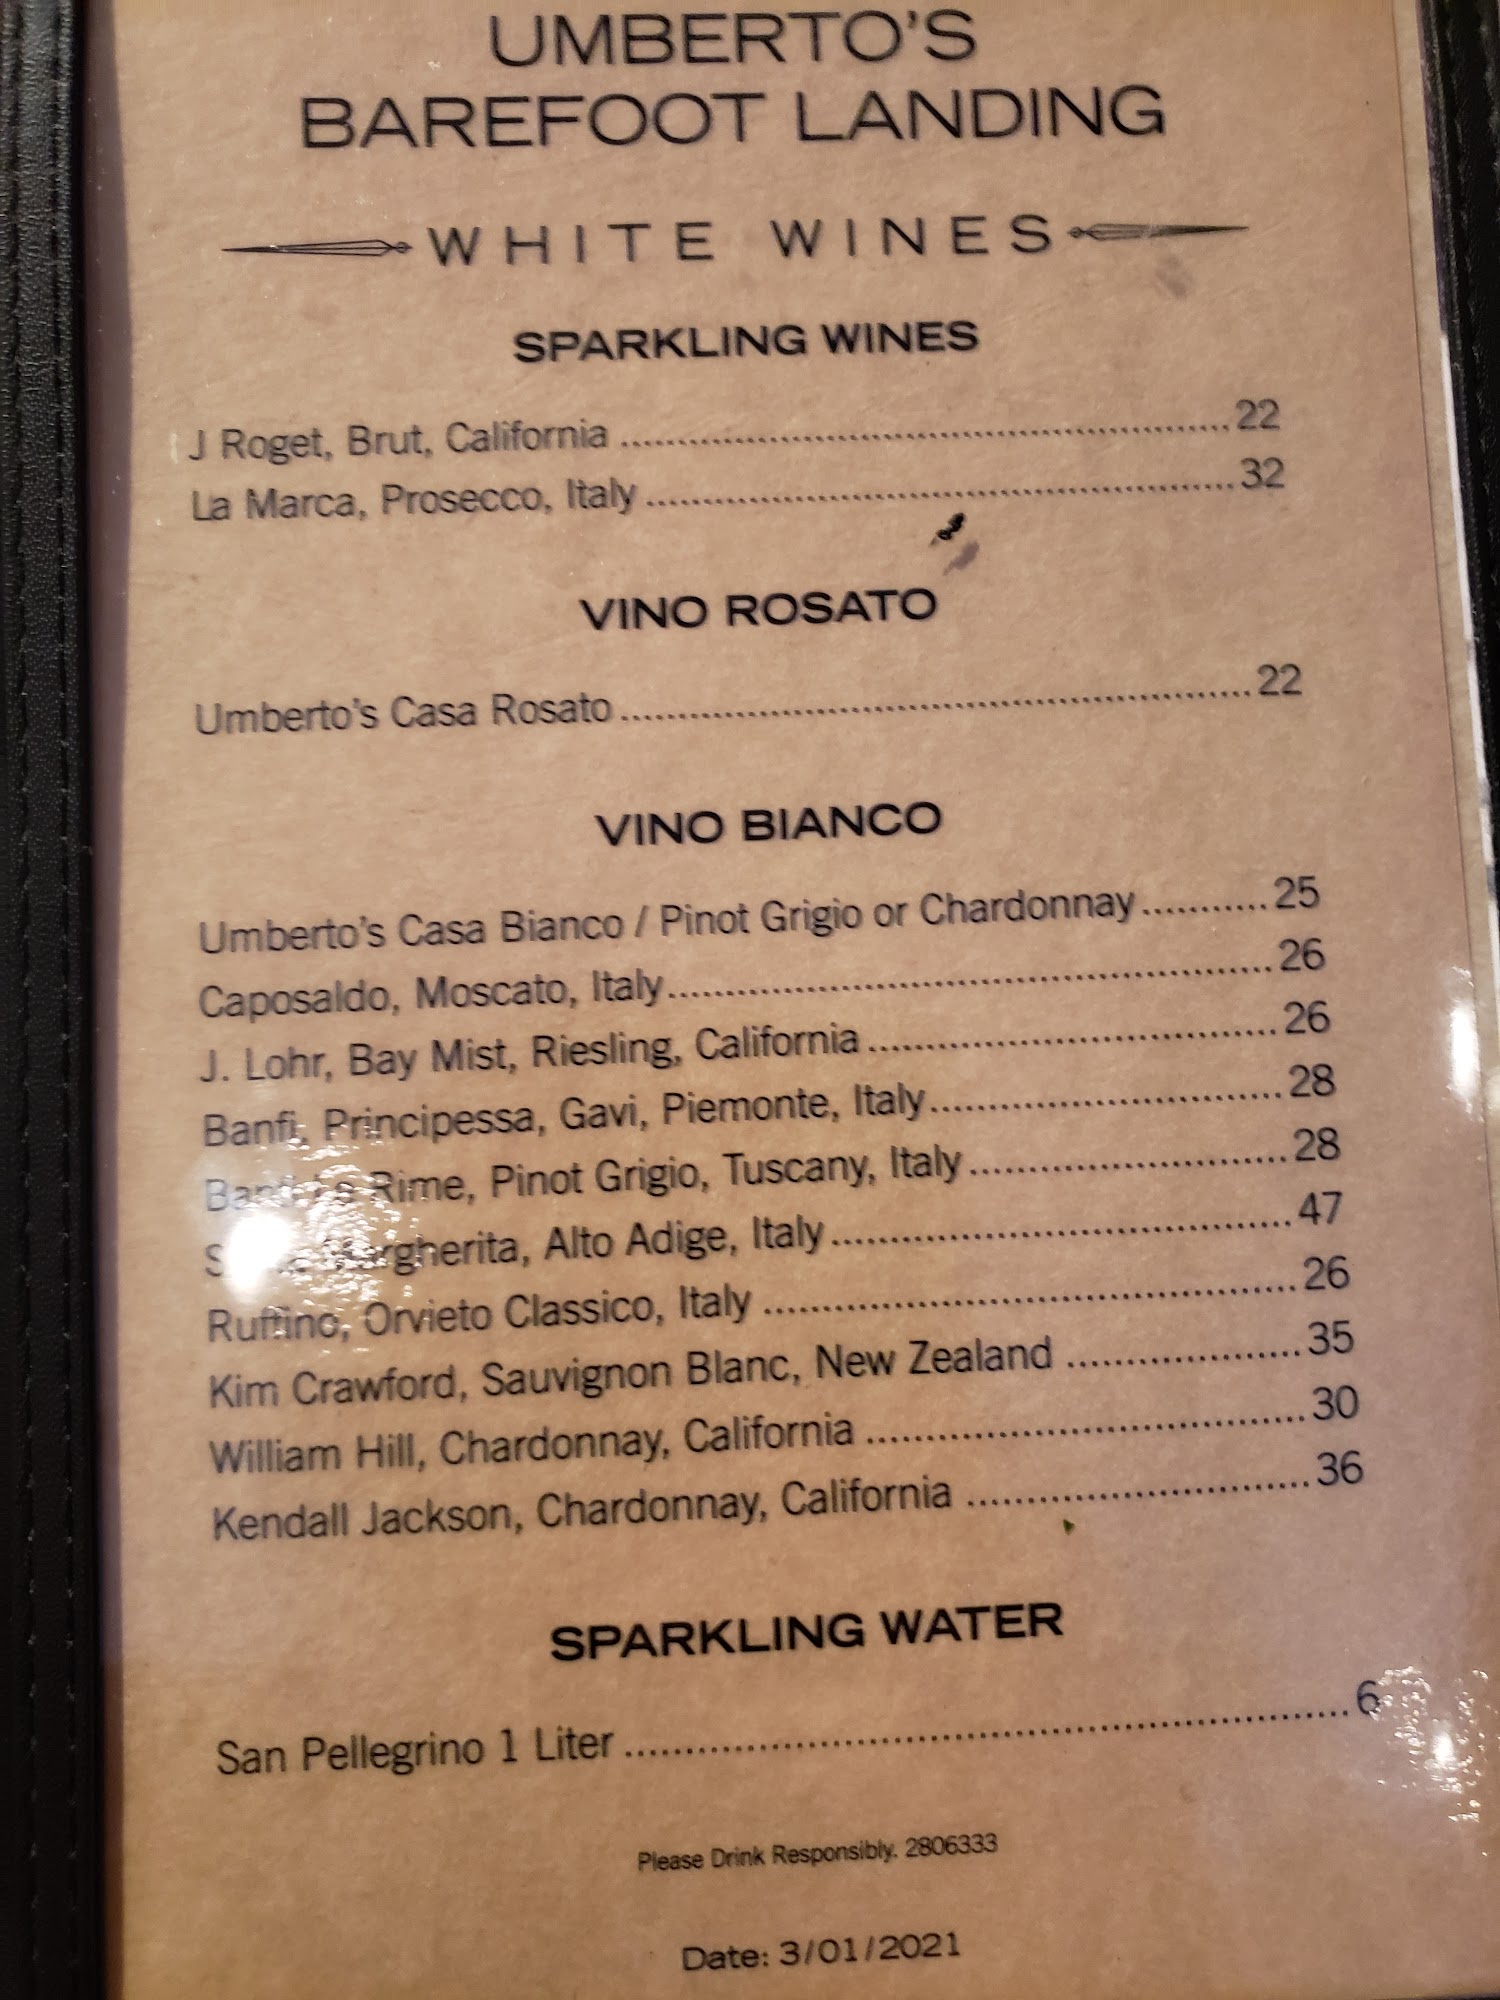 UMBERTO'S
BAREFOOT LANDING
WHITE WINES
SPARKLING WINES
J Roget, Brut, California 22
La Marca, Prosecco, Italy 32
VINO ROSATO
Umberto's Casa Rosato 22
VINO BIANCO
Umberto's Casa Bianco / Pinot Grigio or Chardonnay 25
Caposaldo, Moscato, Italy 26
J. Lohr, Bay Mist, Riesling, California 26
Banfi, Principessa, Gavi, Piemonte, Italy 28
Rime, Pinot Grigio, Tuscany, Italy 28
Margherita, Alto Adige, Italy 47
Ruffino, Orvieto Classico, Italy 26
Kim Crawford, Sauvignon Blanc, New Zealand 35
William Hill, Chardonnay, California 30
Kendall Jackson, Chardonnay, California 36
SPARKLING WATER
San Pellegrino 1 Liter 6
Please Drink Responsibly. 2806333
Date: 3/01/2021